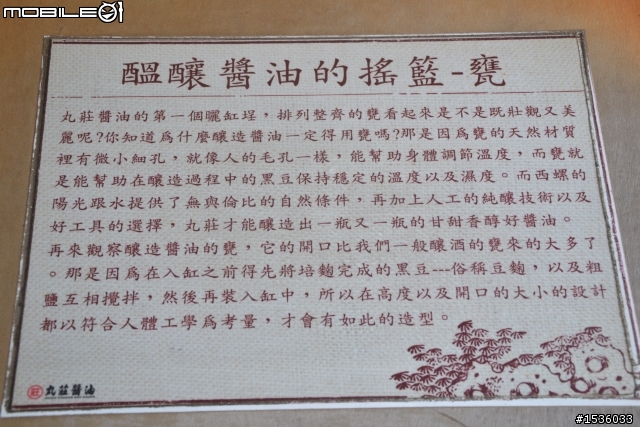 MOBILE01
醞釀醬油的搖籃-甕
丸莊醬油的第一個曬缸埕，排列整齊的甕看起來是不是既壯觀又美
麗呢?你知道為什麼釀造醬油一定得用甕嗎?那是因為甕的天然材質
裡有微小細孔，就像人的毛孔一樣，能幫助身體調節溫度，而甕就
是能幫助在釀造過程中的黑豆保持穩定的溫度以及濕度。而西螺的
陽光跟水提供了無與倫比的自然條件，再加上人工的純釀技術以及
好工具的選擇，丸莊才能釀造出一瓶又一瓶的甘甜香醇好醬油。
再來觀察釀造醬油的甕，它的開口比我們一般釀酒的甕來的大多了
。那是因為在入缸之前得先將培麴完成的黑豆---俗稱豆麴，以及粗
鹽互相攪拌，然後再裝入缸中，所以在高度以及開口的大小的設計
都以符合人體工學為考量，才會有如此的造型。
莊 丸莊醬油
#1536033